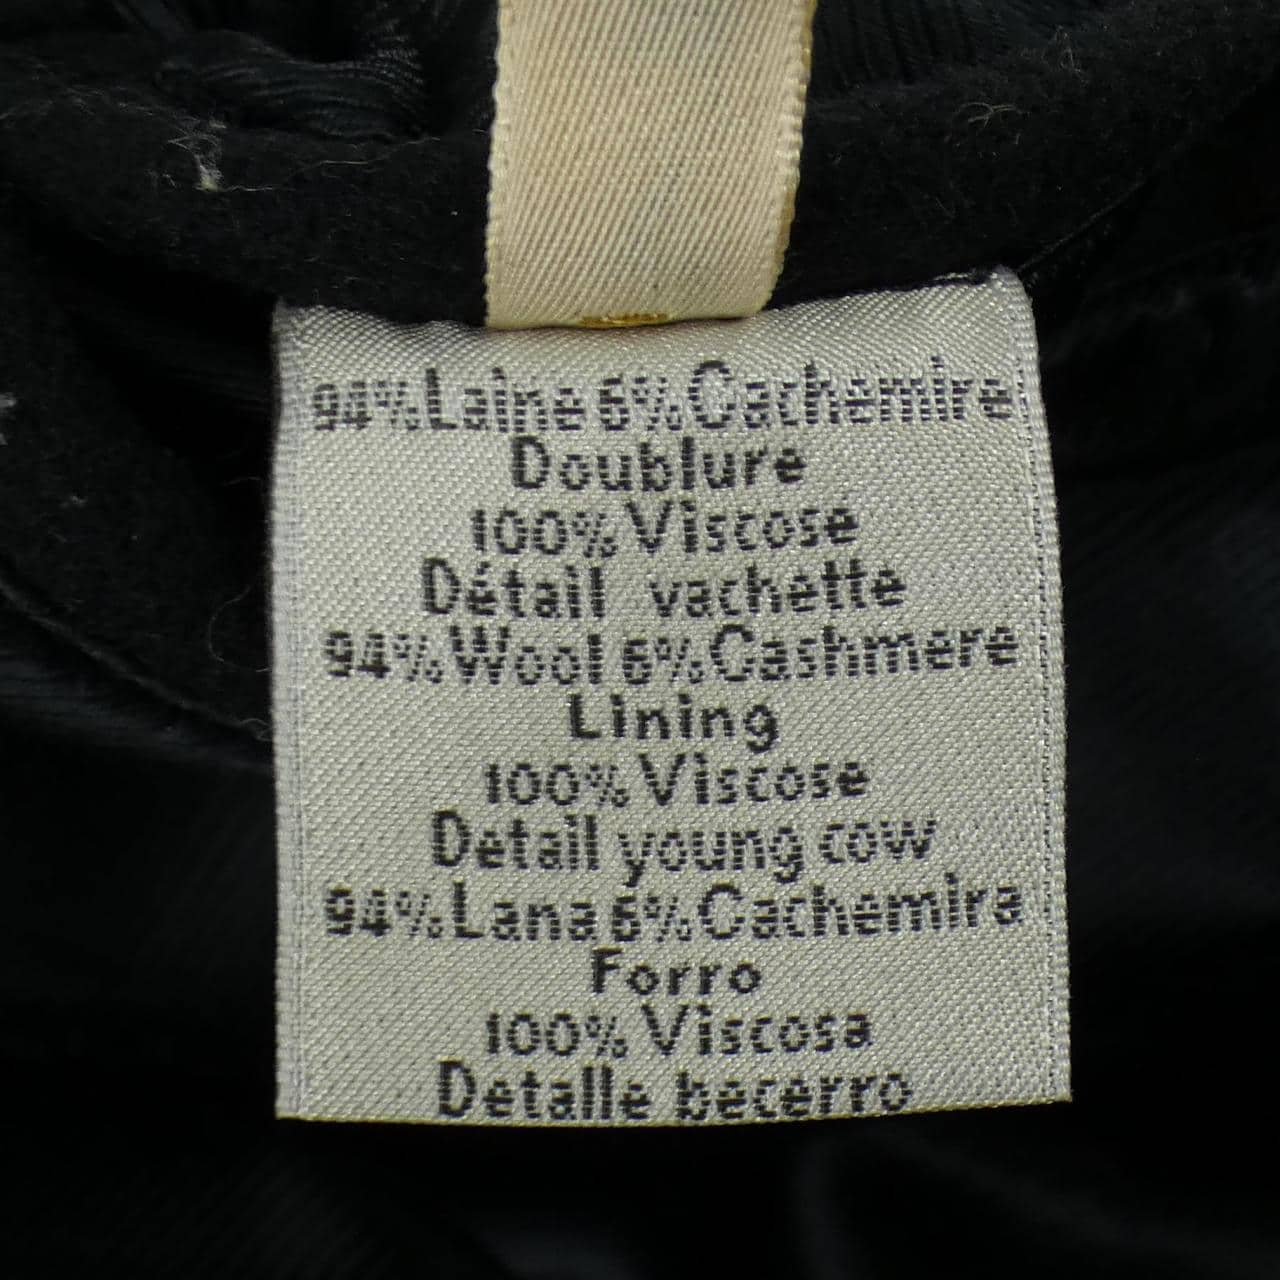 94% Laine 6% Cachemire
Doublure
100% Viscose
Détail vachette
94% Wool 6% Cashmere
Lining
100% Viscose
Detail young cow
94% Lana 6% Cachemira
Forro
100% Viscosa
Detalle becerro